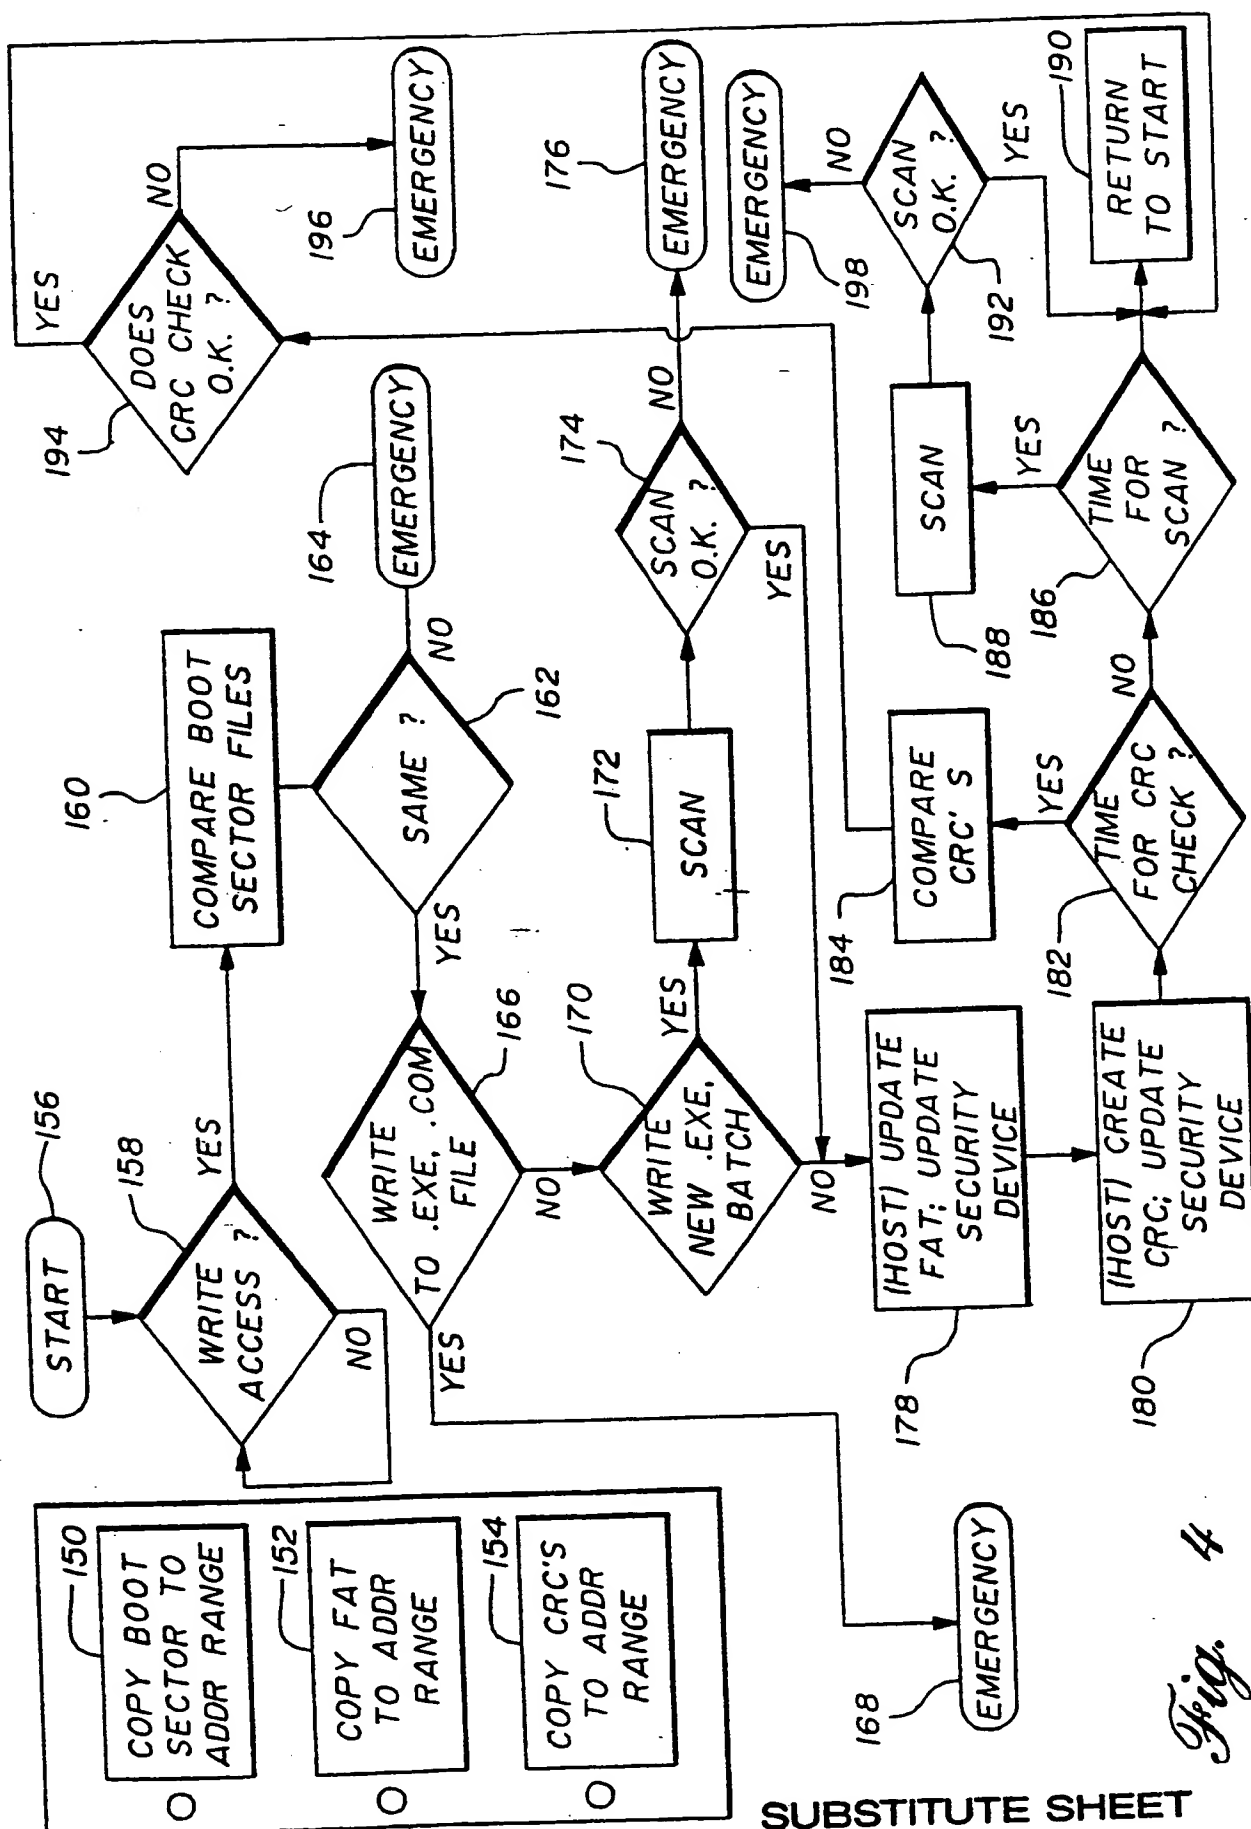 150
COPY BOOT
SECTOR TO
ADDR RANGE
152
COPY FAT
TO ADDR
RANGE
154
COPY CRC'S
TO ADDR
RANGE
START
156
WRITE
ACCESS ?
158
NO
YES
160
COMPARE BOOT
SECTOR FILES
SAME ?
162
NO
164
EMERGENCY
YES
WRITE
TO .EXE, .COM
FILE
166
YES
168
EMERGENCY
NO
WRITE
NEW .EXE,
BATCH
170
YES
172
SCAN
SCAN
O.K. ?
174
NO
176
EMERGENCY
YES
NO
(HOST) UPDATE
FAT; UPDATE
SECURITY
DEVICE
178
(HOST) CREATE
CRC; UPDATE
SECURITY
DEVICE
180
TIME
FOR CRC
CHECK ?
182
YES
184
COMPARE
CRC'S
DOES
CRC CHECK
O.K. ?
194
YES
NO
196
EMERGENCY
NO
TIME
FOR
SCAN ?
186
YES
SCAN
188
SCAN
O.K. ?
192
NO
EMERGENCY
198
YES
RETURN
TO START
190
Fig. 4
SUBSTITUTE SHEET